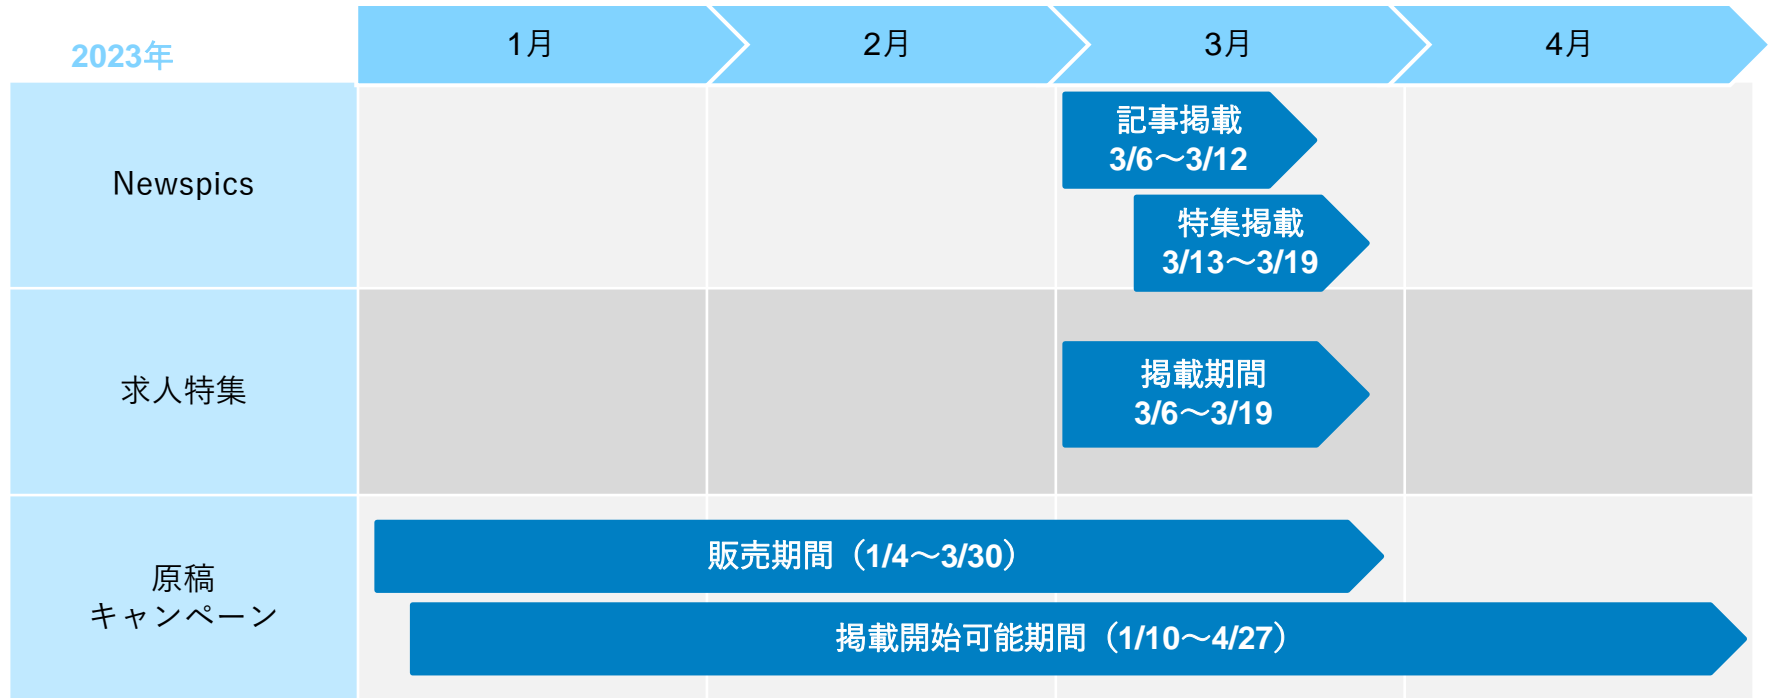 2023年
1月
2月
3月
4月
Newspics
記事掲載
3/6～3/12
特集掲載
3/13～3/19
求人特集
掲載期間
3/6～3/19
原稿
キャンペーン
販売期間（1/4～3/30）
掲載開始可能期間（1/10～4/27）